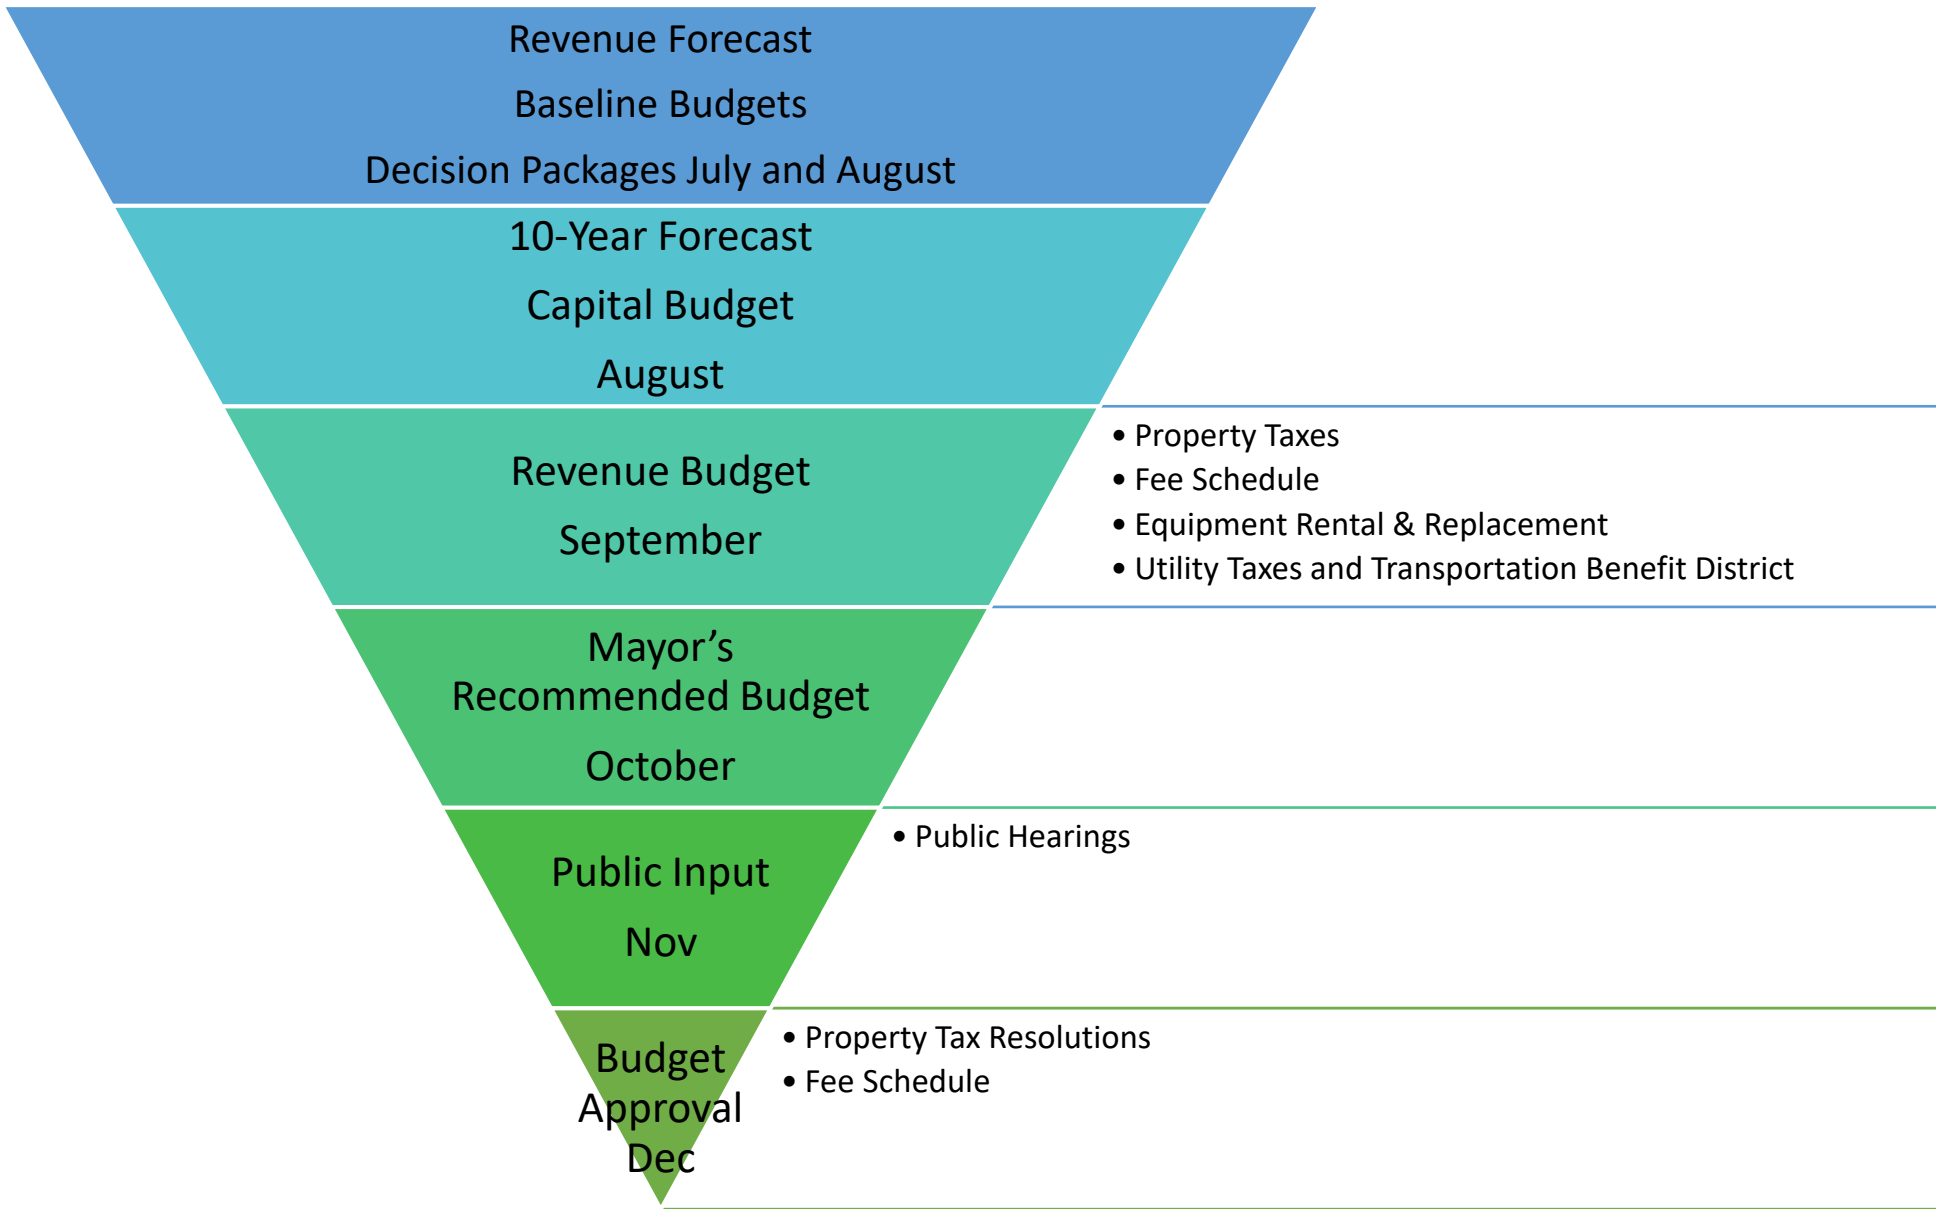 Revenue Forecast
Baseline Budgets
Decision Packages July and August
10-Year Forecast
Capital Budget
August
Revenue Budget
September
• Property Taxes
• Fee Schedule
• Equipment Rental & Replacement
• Utility Taxes and Transportation Benefit District
Mayor’s
Recommended Budget
October
Public Input
Nov
• Public Hearings
Budget
Approval
Dec
• Property Tax Resolutions
• Fee Schedule